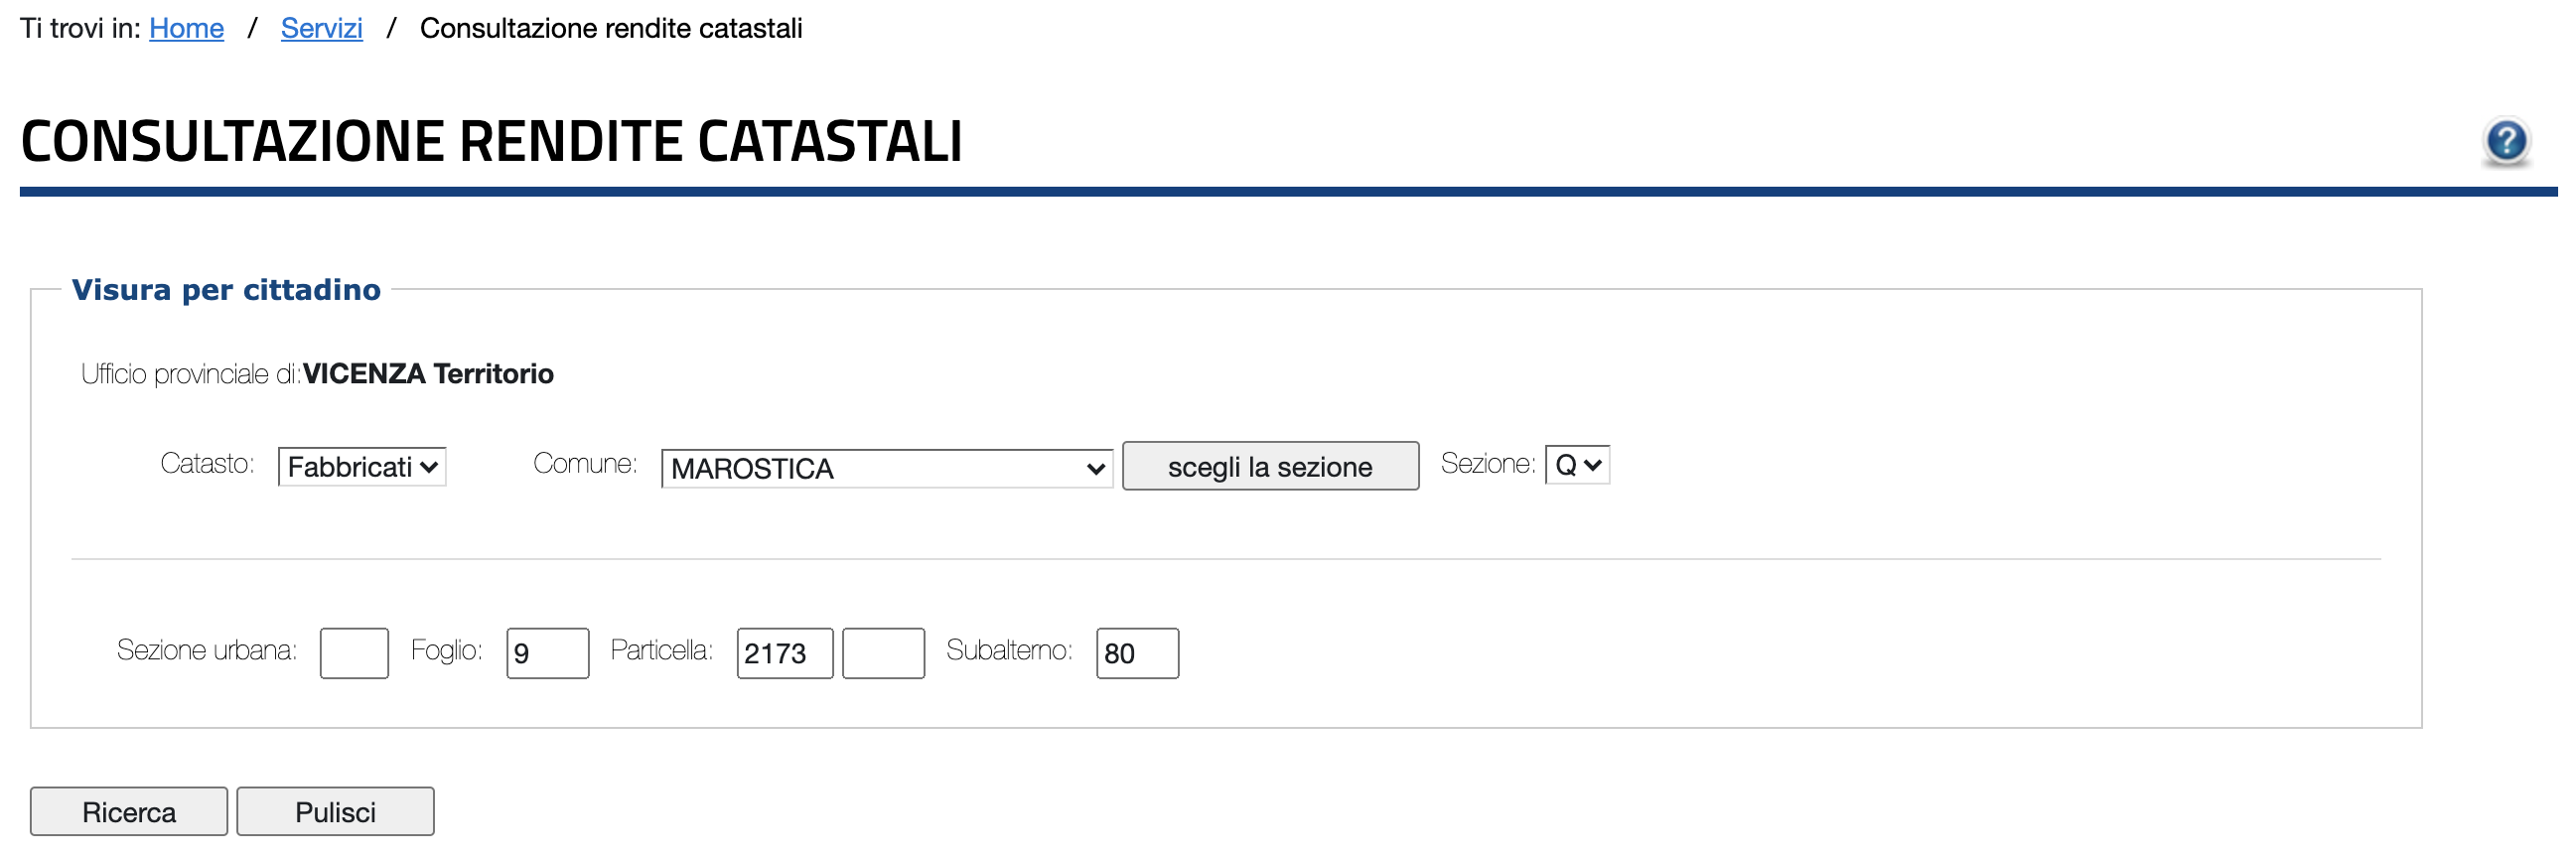 Ti trovi in: Home / Servizi / Consultazione rendite catastali
CONSULTAZIONE RENDITE CATASTALI ?
Visura per cittadino
Ufficio provinciale di:VICENZA Territorio
Catasto: Fabbricati Comune: MAROSTICA scegli la sezione Sezione: Q
Sezione urbana: Foglio: 9 Particella: 2173 Subalterno: 80
Ricerca Pulisci